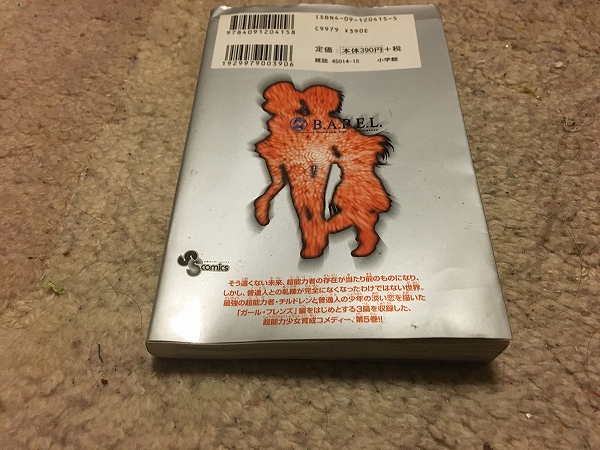 ISBN4-09-120415-5
C9979 ¥390E
9784091204158
1929979003906
定価：本体390円＋税
雑誌 45014-15 小学館
B.A.B.E.L.
SS comics
そう遠くない未来、超能力者の存在が当たり前のものになり、
しかし、普通人との軋轢が完全になくなったわけではない世界。
最強の超能力者・チルドレンと普通人の少年の淡い恋を描いた
「ガール・フレンズ」編をはじめとする3篇を収録した、
超能力少女育成コメディー、第5巻!!